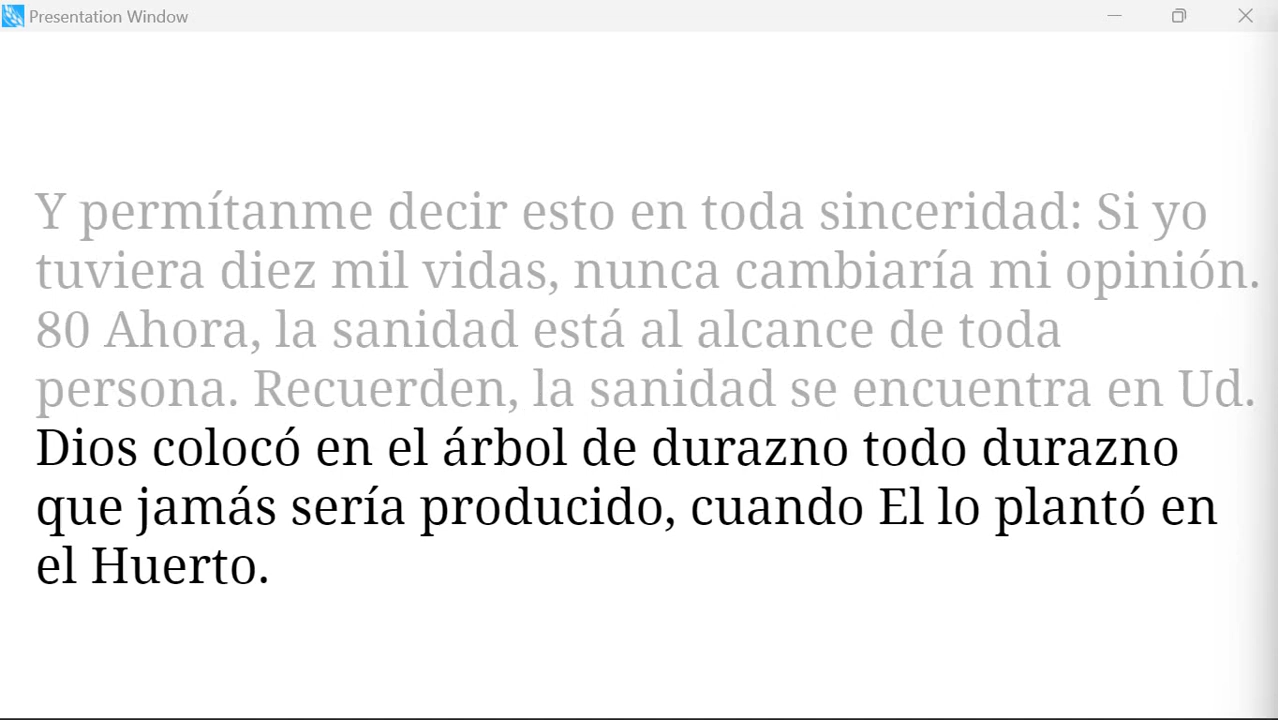 Presentation Window
Y permítanme decir esto en toda sinceridad: Si yo
tuviera diez mil vidas, nunca cambiaría mi opinión.
80 Ahora, la sanidad está al alcance de toda
persona. Recuerden, la sanidad se encuentra en Ud.
Dios colocó en el árbol de durazno todo durazno
que jamás sería producido, cuando El lo plantó en
el Huerto.